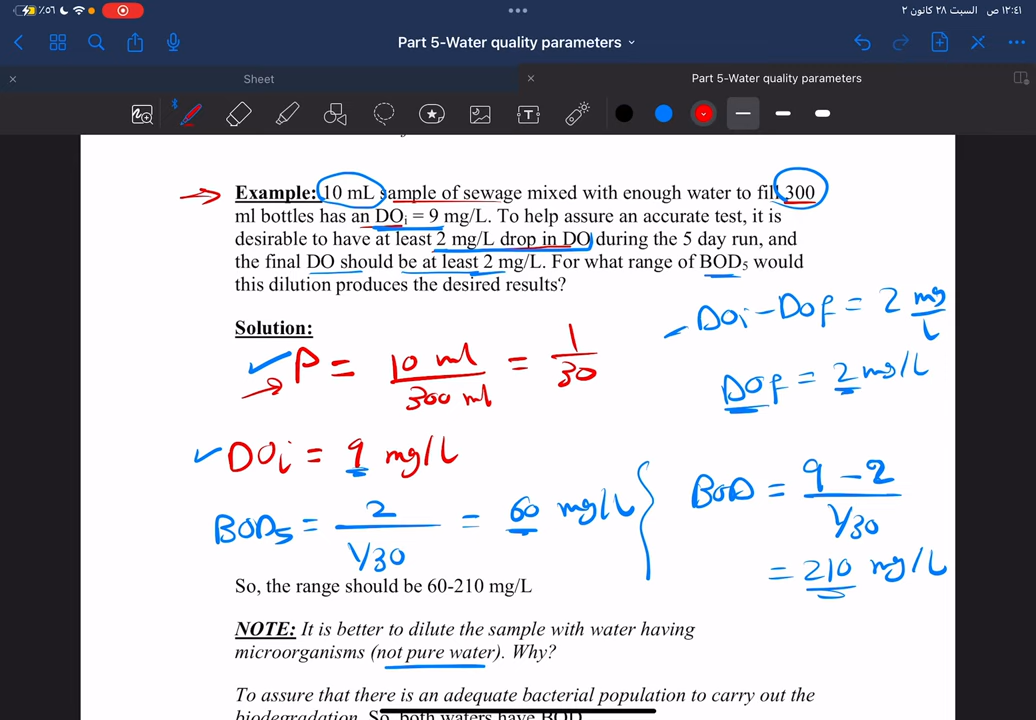 ٪٥٦
١٢:٤١ ص السبت ٢٨ كانون ٢
Part 5-Water quality parameters
Sheet
Part 5-Water quality parameters
Example: 10 mL sample of sewage mixed with enough water to fill 300
ml bottles has an DOi = 9 mg/L. To help assure an accurate test, it is
desirable to have at least 2 mg/L drop in DO during the 5 day run, and
the final DO should be at least 2 mg/L. For what range of BOD5 would
this dilution produces the desired results?
Solution:
DOi - DOf = 2 mg/L
P = 10 ml / 300 ml = 1/30
DOf = 2 mg/L
DOi = 9 mg/L
BOD5 = 2 / 1/30 = 60 mg/L
BOD = 9 - 2 / 1/30
= 210 mg/L
So, the range should be 60-210 mg/L
NOTE: It is better to dilute the sample with water having
microorganisms (not pure water). Why?
To assure that there is an adequate bacterial population to carry out the
biodegradation. So, both waters have BOD